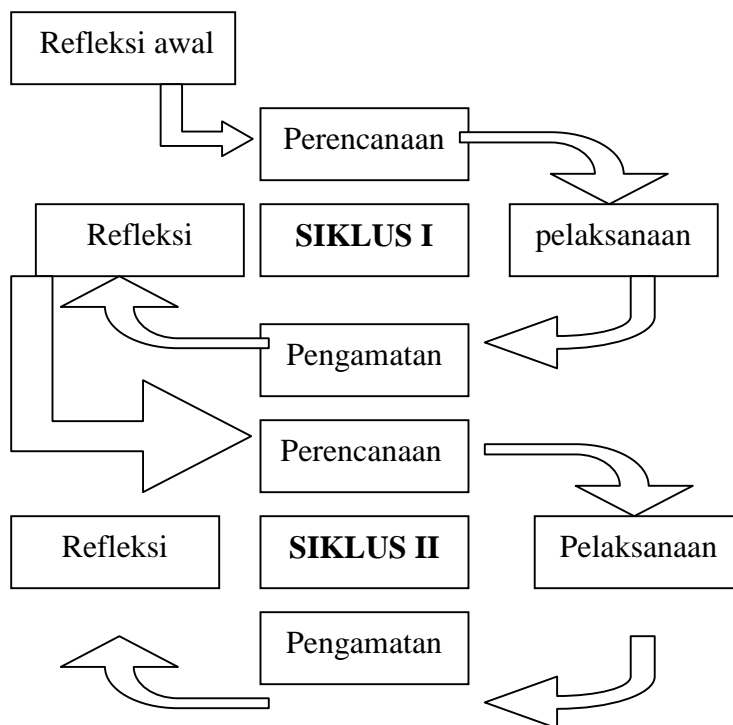 Refleksi awal
Perencanaan
Refleksi
SIKLUS I
pelaksanaan
Pengamatan
Perencanaan
Refleksi
SIKLUS II
Pelaksanaan
Pengamatan